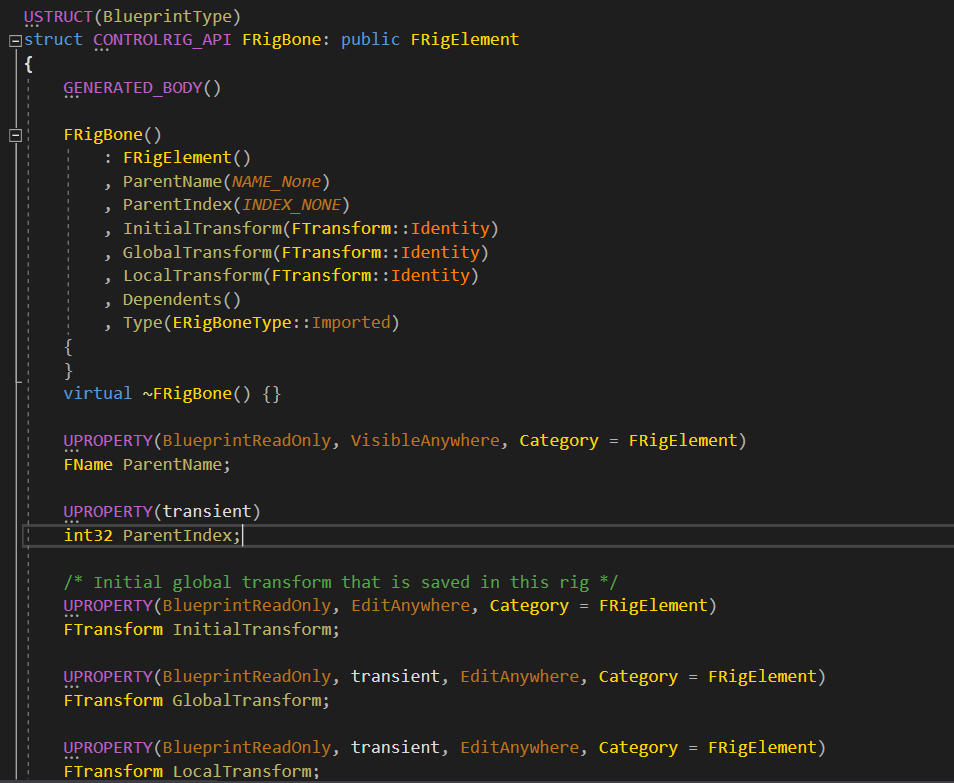 USTRUCT(BlueprintType)
struct CONTROLRIG_API FRigBone: public FRigElement
{
    GENERATED_BODY()

    FRigBone()
        : FRigElement()
        , ParentName(NAME_None)
        , ParentIndex(INDEX_NONE)
        , InitialTransform(FTransform::Identity)
        , GlobalTransform(FTransform::Identity)
        , LocalTransform(FTransform::Identity)
        , Dependents()
        , Type(ERigBoneType::Imported)
    {
    }
    virtual ~FRigBone() {}

    UPROPERTY(BlueprintReadOnly, VisibleAnywhere, Category = FRigElement)
    FName ParentName;

    UPROPERTY(transient)
    int32 ParentIndex;

    /* Initial global transform that is saved in this rig */
    UPROPERTY(BlueprintReadOnly, EditAnywhere, Category = FRigElement)
    FTransform InitialTransform;

    UPROPERTY(BlueprintReadOnly, transient, EditAnywhere, Category = FRigElement)
    FTransform GlobalTransform;

    UPROPERTY(BlueprintReadOnly, transient, EditAnywhere, Category = FRigElement)
    FTransform LocalTransform;